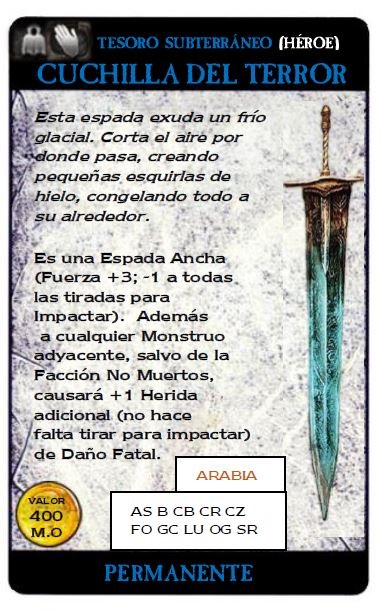 TESORO SUBTERRÁNEO (HÉROE)
CUCHILLA DEL TERROR
Esta espada exuda un frío
glacial. Corta el aire por
donde pasa, creando
pequeñas esquirlas de
hielo, congelando todo a
su alrededor.
Es una Espada Ancha
(Fuerza +3; -1 a todas
las tiradas para
Impactar). Además
a cualquier Monstruo
adyacente, salvo de la
Facción No Muertos,
causará +1 Herida
adicional (no hace
falta tirar para impactar)
de Daño Fatal.
ARABIA
VALOR
400
M.O
AS B CB CR CZ
FO GC LU OG SR
PERMANENTE